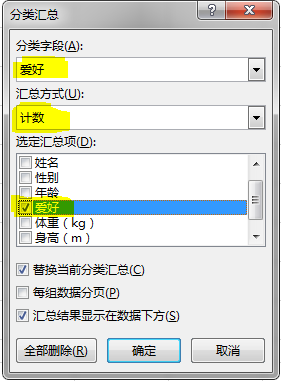 分类汇总
分类字段(A):
爱好
汇总方式(U):
计数
选定汇总项(D):
姓名
性别
年龄
爱好
体重（kg）
身高（m）
替换当前分类汇总(C)
每组数据分页(P)
汇总结果显示在数据下方(S)
全部删除(R) 确定 取消